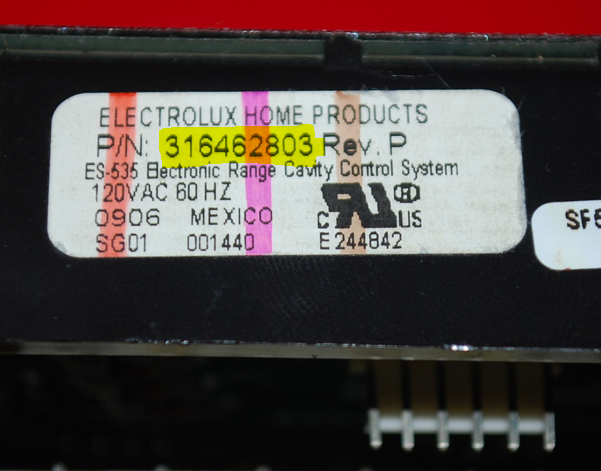 ELECTROLUX HOME PRODUCTS
P/N: 316462803 Rev. P
ES-535 Electronic Range Cavity Control System
120VAC 60 HZ
0906 MEXICO
C US
SG01 001440 E244842